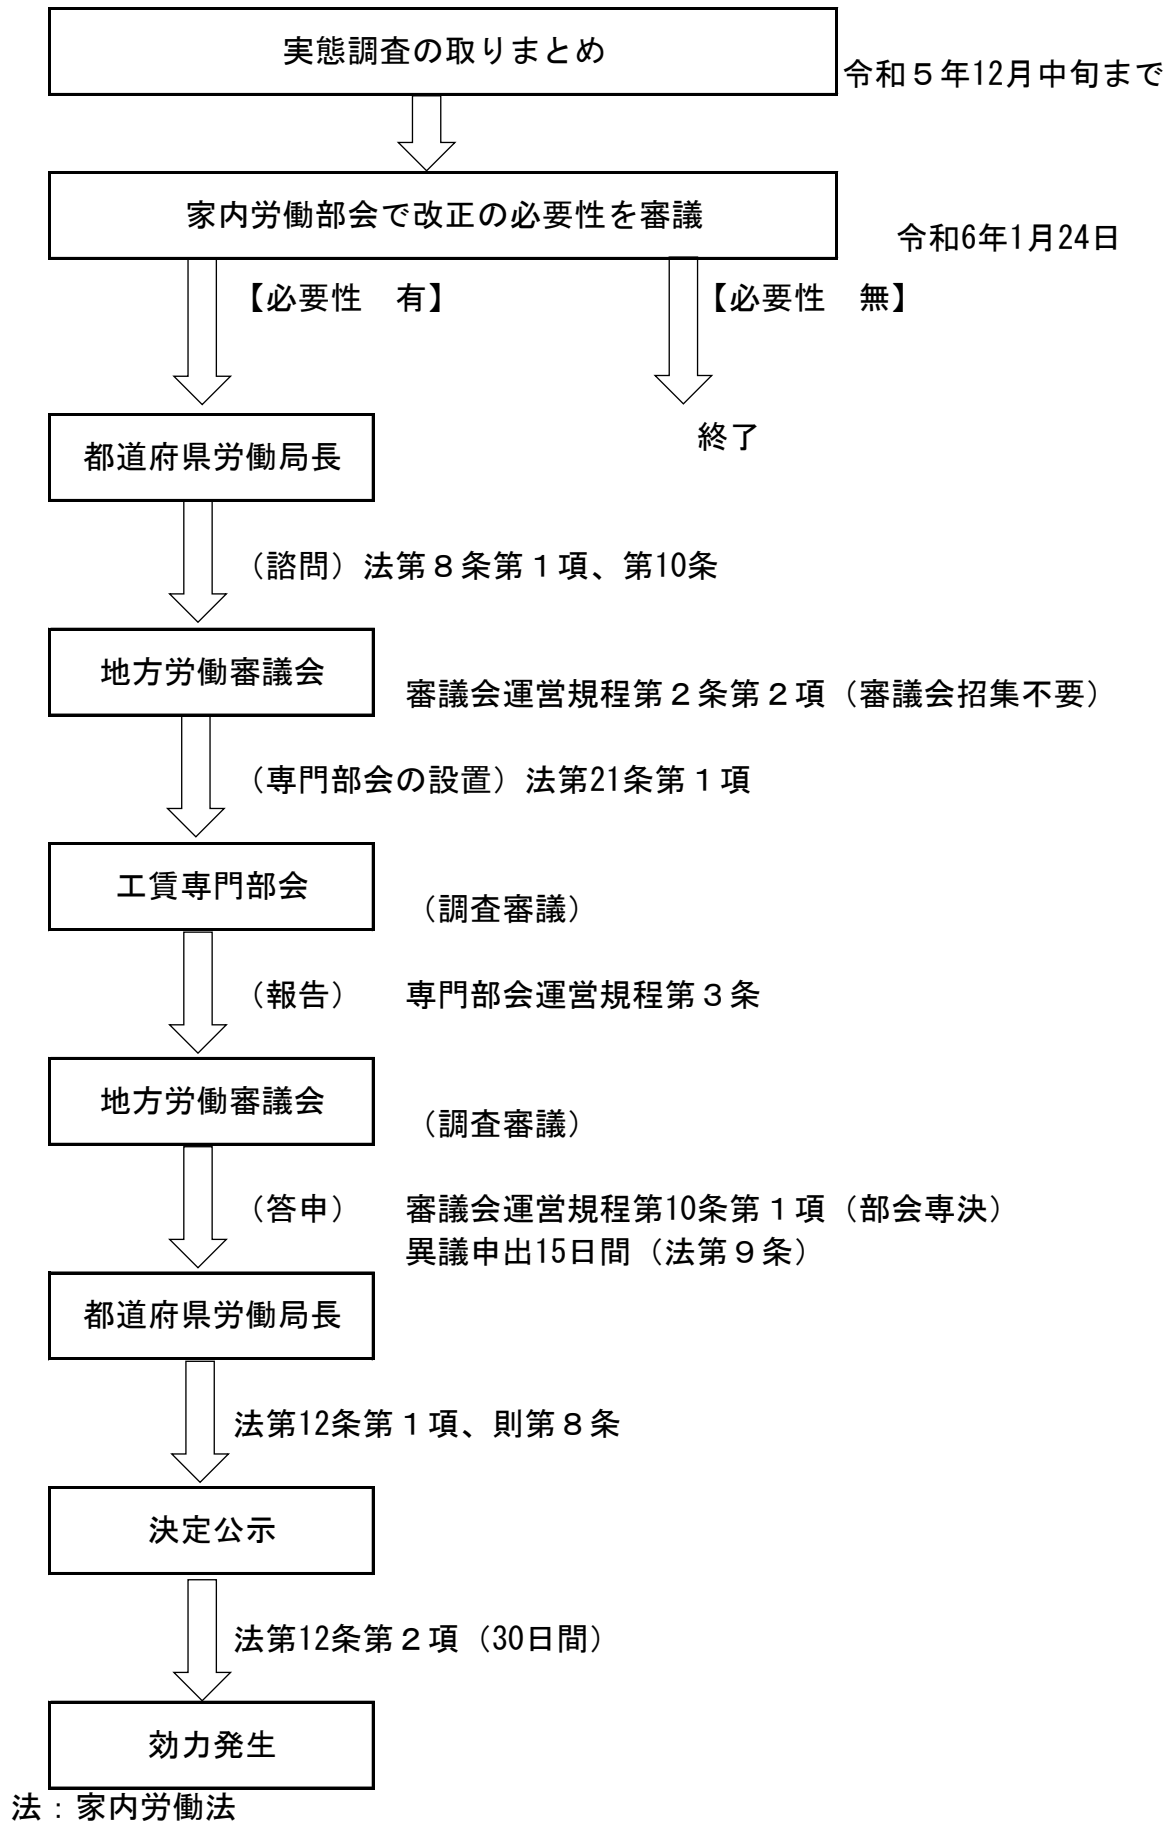 実態調査の取りまとめ
令和５年12月中旬まで
家内労働部会で改正の必要性を審議
令和6年1月24日
【必要性　有】
【必要性　無】
都道府県労働局長
終了
（諮問）法第８条第１項、第10条
地方労働審議会
審議会運営規程第２条第２項（審議会招集不要）
（専門部会の設置）法第21条第１項
工賃専門部会
（調査審議）
（報告）　専門部会運営規程第３条
地方労働審議会
（調査審議）
（答申）　審議会運営規程第10条第１項（部会専決）
異議申出15日間（法第９条）
都道府県労働局長
法第12条第１項、則第８条
決定公示
法第12条第２項（30日間）
効力発生
法：家内労働法